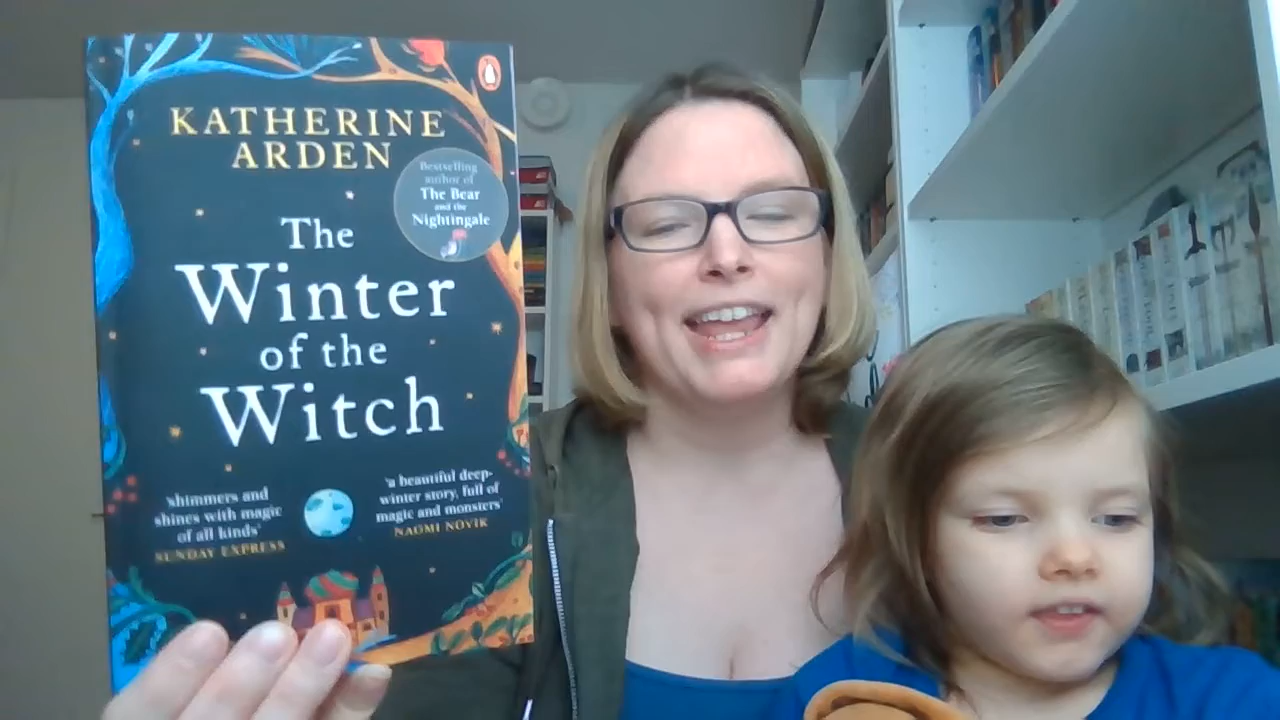 KATHERINE
ARDEN
Bestselling
author of
The Bear
and the
Nightingale
The
Winter
of the
Witch
'shimmers and
shines with magic
of all kinds'
SUNDAY EXPRESS
'a beautiful deep-
winter story, full of
magic and monsters'
NAOMI NOVIK